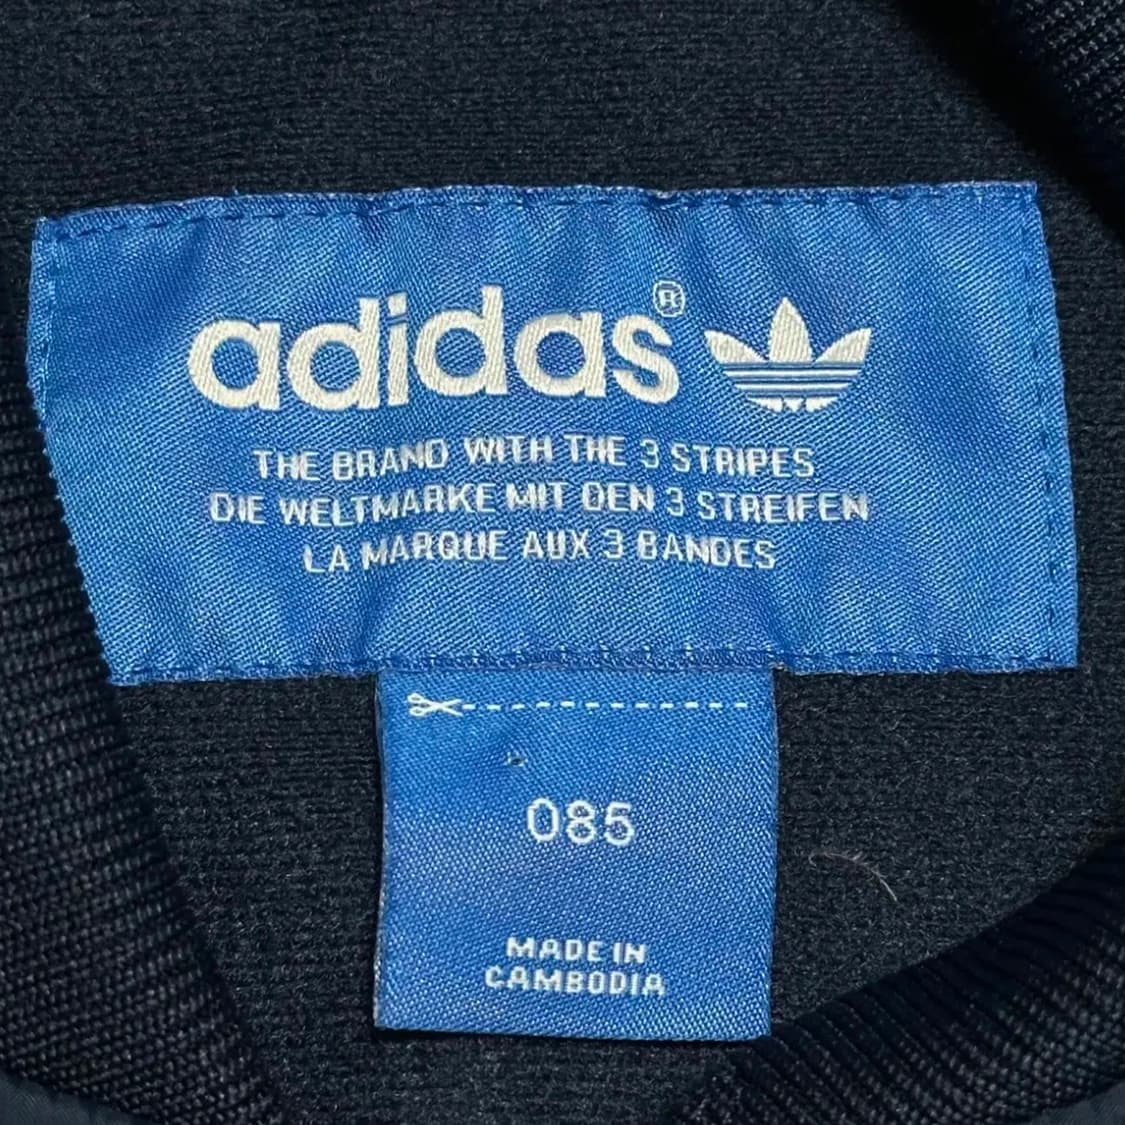 adidas®
THE BRAND WITH THE 3 STRIPES
DIE WELTMARKE MIT DEN 3 STREIFEN
LA MARQUE AUX 3 BANDES
085
MADE IN
CAMBODIA